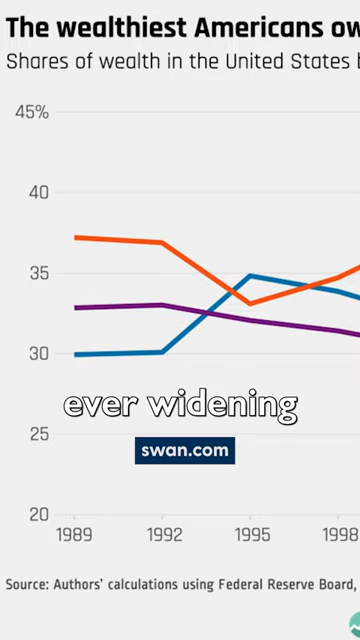 The wealthiest Americans ow
Shares of wealth in the United States b
45%
40
35
30
ever widening
25
swan.com
20
1989 1992 1995 1998
Source: Authors' calculations using Federal Reserve Board,